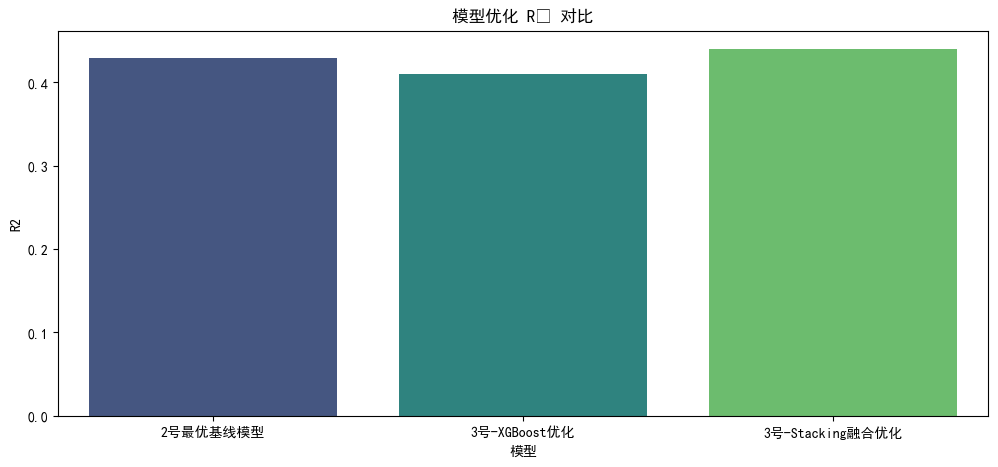 模型优化 R□ 对比
0.4
0.3
0.2
0.1
0.0
R2
2号最优基线模型
3号-XGBoost优化
3号-Stacking融合优化
模型